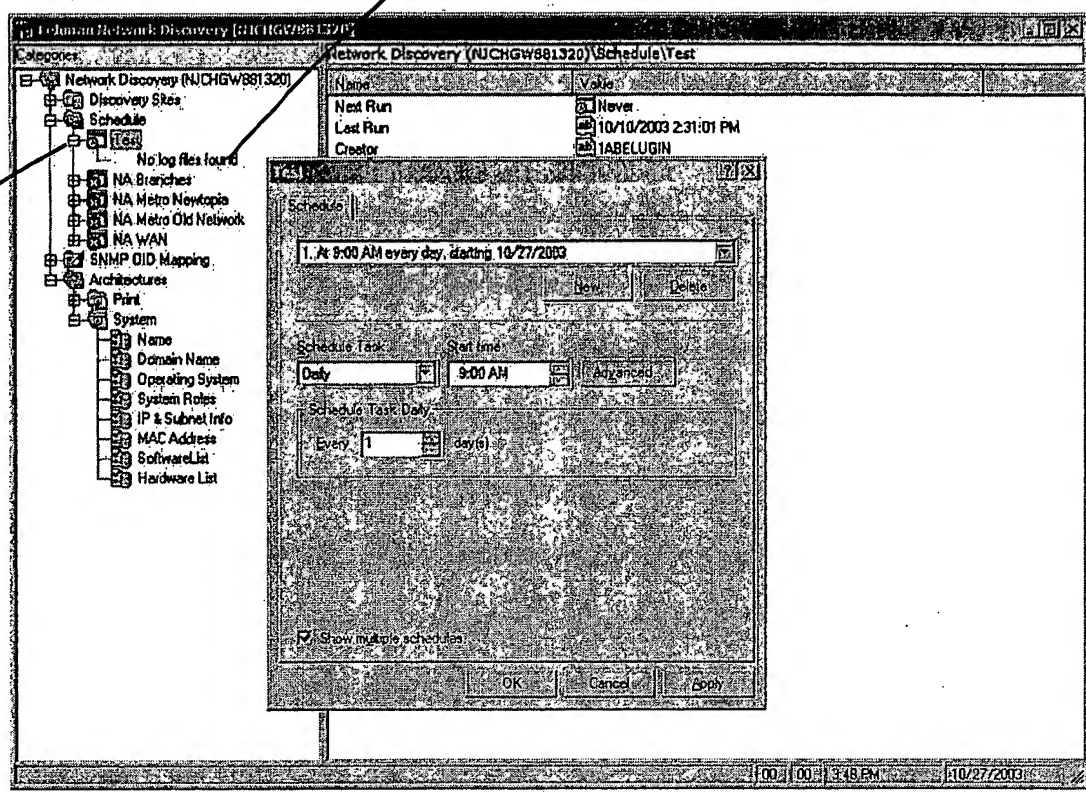 Lehman Network Discovery [NJCHGW881320]
Categories
Network Discovery (NJCHGW881320)\Schedule\Test
Network Discovery (NJCHGW881320)
Discovery Sites
Schedule
Test
No log files found
NA Branches
NA Metro Newtopia
NA Metro Old Network
NA WAN
SNMP OID Mapping
Architectures
Print
System
Name
Domain Name
Operating System
System Roles
IP & Subnet Info
MAC Address
SoftwareList
Hardware List
Name Value
Next Run Never
Last Run 10/10/2003 2:31:01 PM
Creator 1ABELUGIN
Test
Schedule
1. At 9:00 AM every day, starting 10/27/2003
New Delete
Schedule Task: Start time:
Daily 9:00 AM Advanced...
Schedule Task Daily
Every 1 day(s)
Show multiple schedules.
OK Cancel Apply
00 00 3:48 PM 10/27/2003